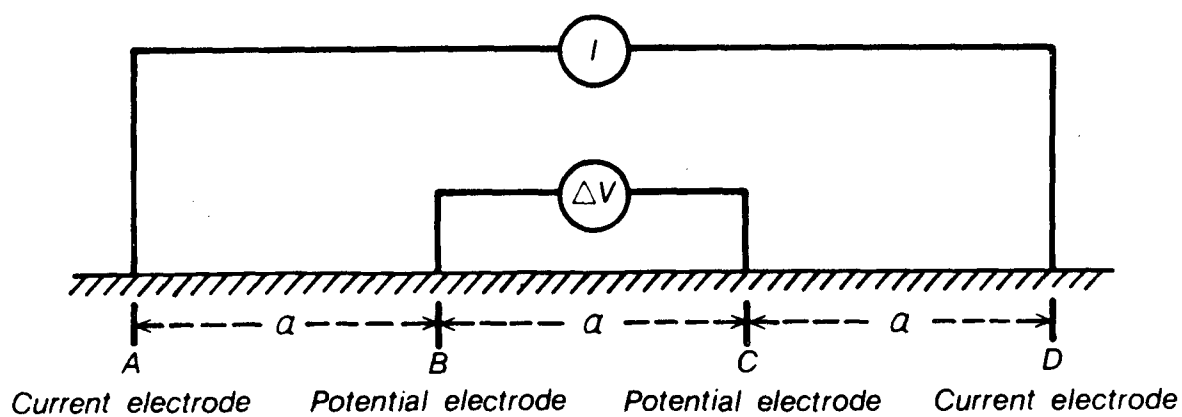 I
ΔV
a a a
A B C D
Current electrode Potential electrode Potential electrode Current electrode